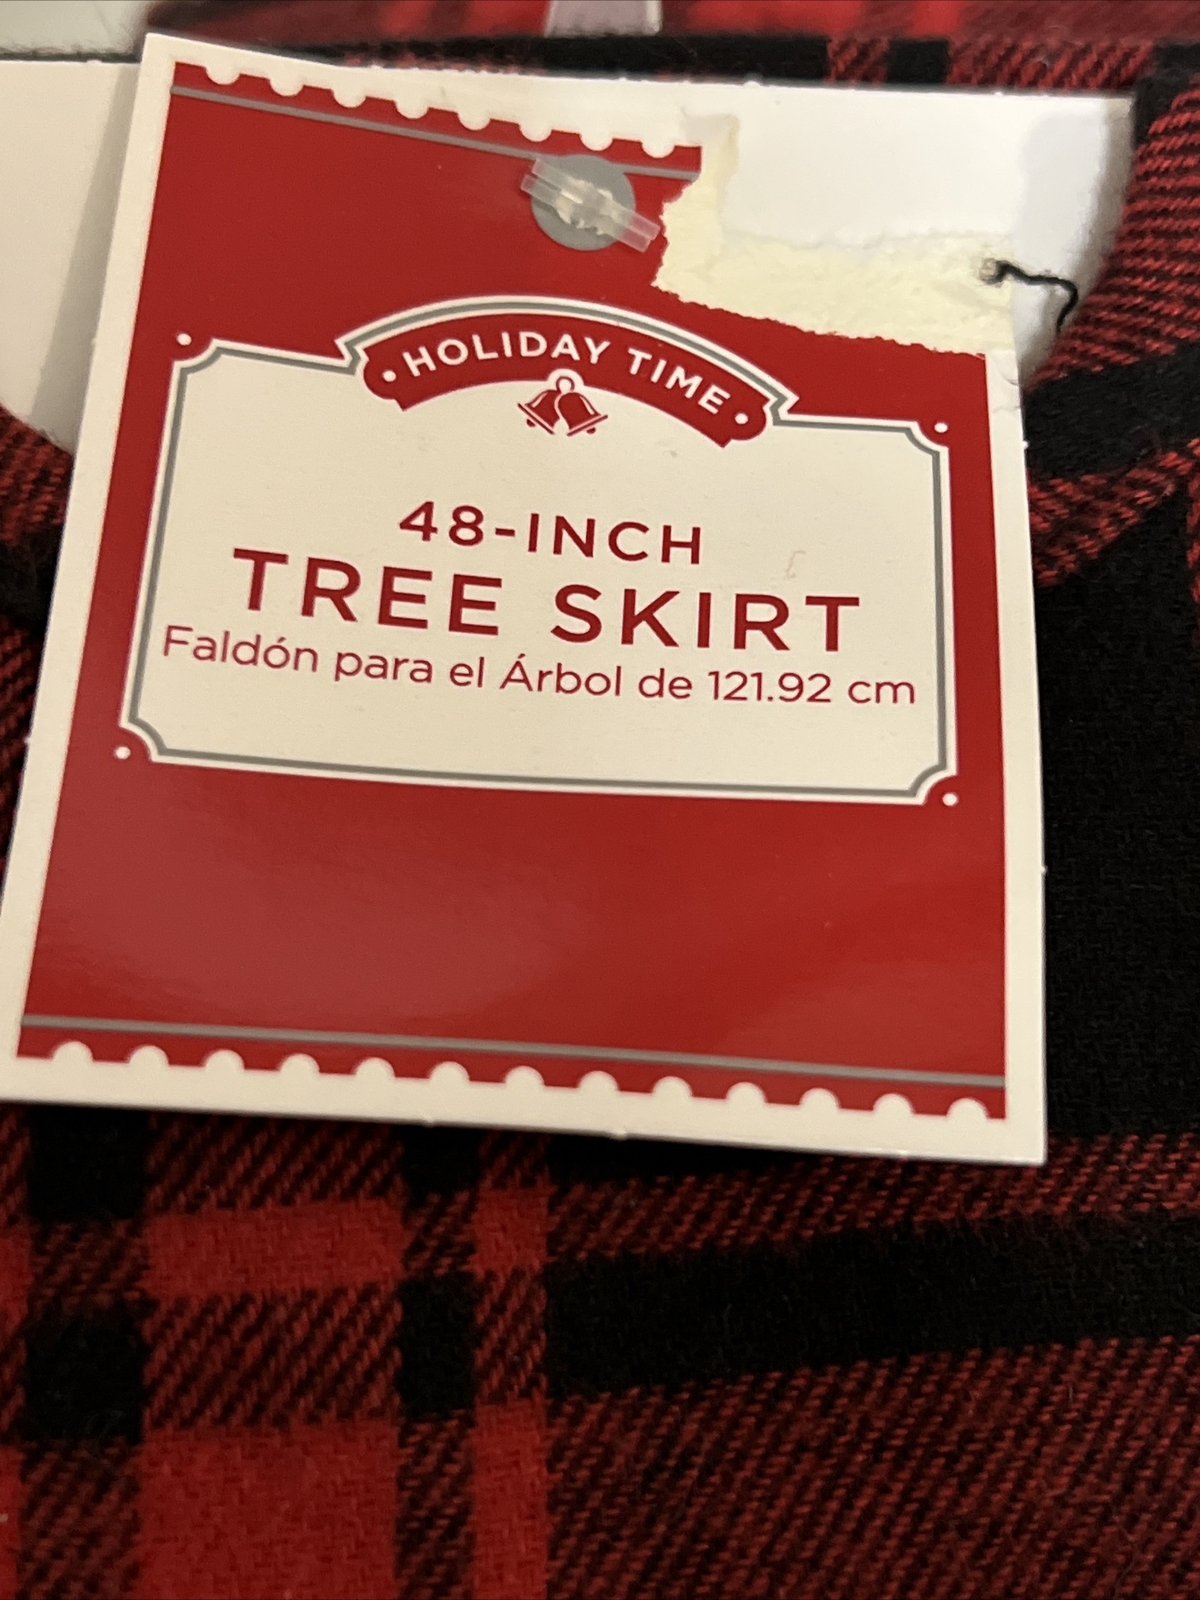 HOLIDAY TIME
48-INCH
TREE SKIRT
Faldón para el Árbol de 121.92 cm